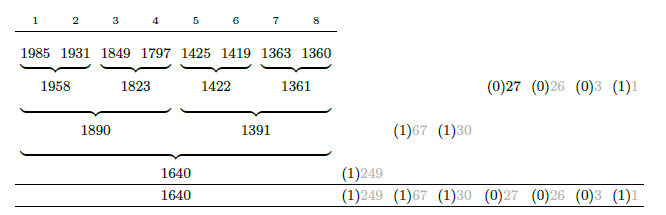 1 2 3 4 5 6 7 8
1985 1931 1849 1797 1425 1419 1363 1360
1958 1823 1422 1361 (0)27 (0)26 (0)3 (1)1
1890 1391 (1)67 (1)30
1640 (1)249
1640 (1)249 (1)67 (1)30 (0)27 (0)26 (0)3 (1)1